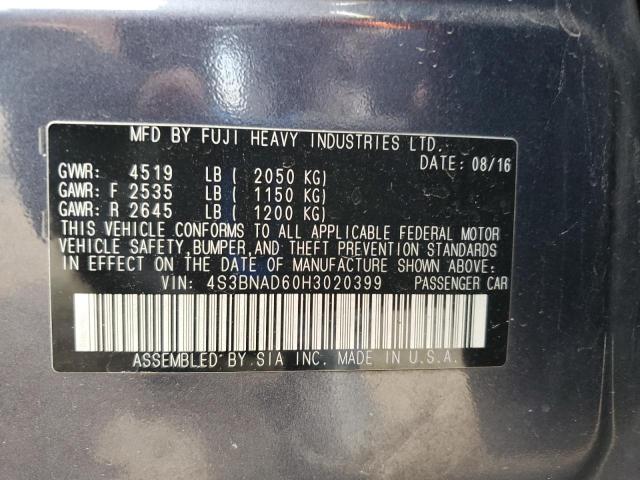 MFD BY FUJI HEAVY INDUSTRIES LTD.
DATE: 08/16
GVWR: 4519 LB ( 2050 KG)
GAWR: F 2535 LB ( 1150 KG)
GAWR: R 2645 LB ( 1200 KG)
THIS VEHICLE CONFORMS TO ALL APPLICABLE FEDERAL MOTOR
VEHICLE SAFETY, BUMPER, AND THEFT PREVENTION STANDARDS
IN EFFECT ON THE DATE OF MANUFACTURE SHOWN ABOVE:
VIN: 4S3BNAD60H3020399 PASSENGER CAR
ASSEMBLED BY SIA INC. MADE IN U.S.A.